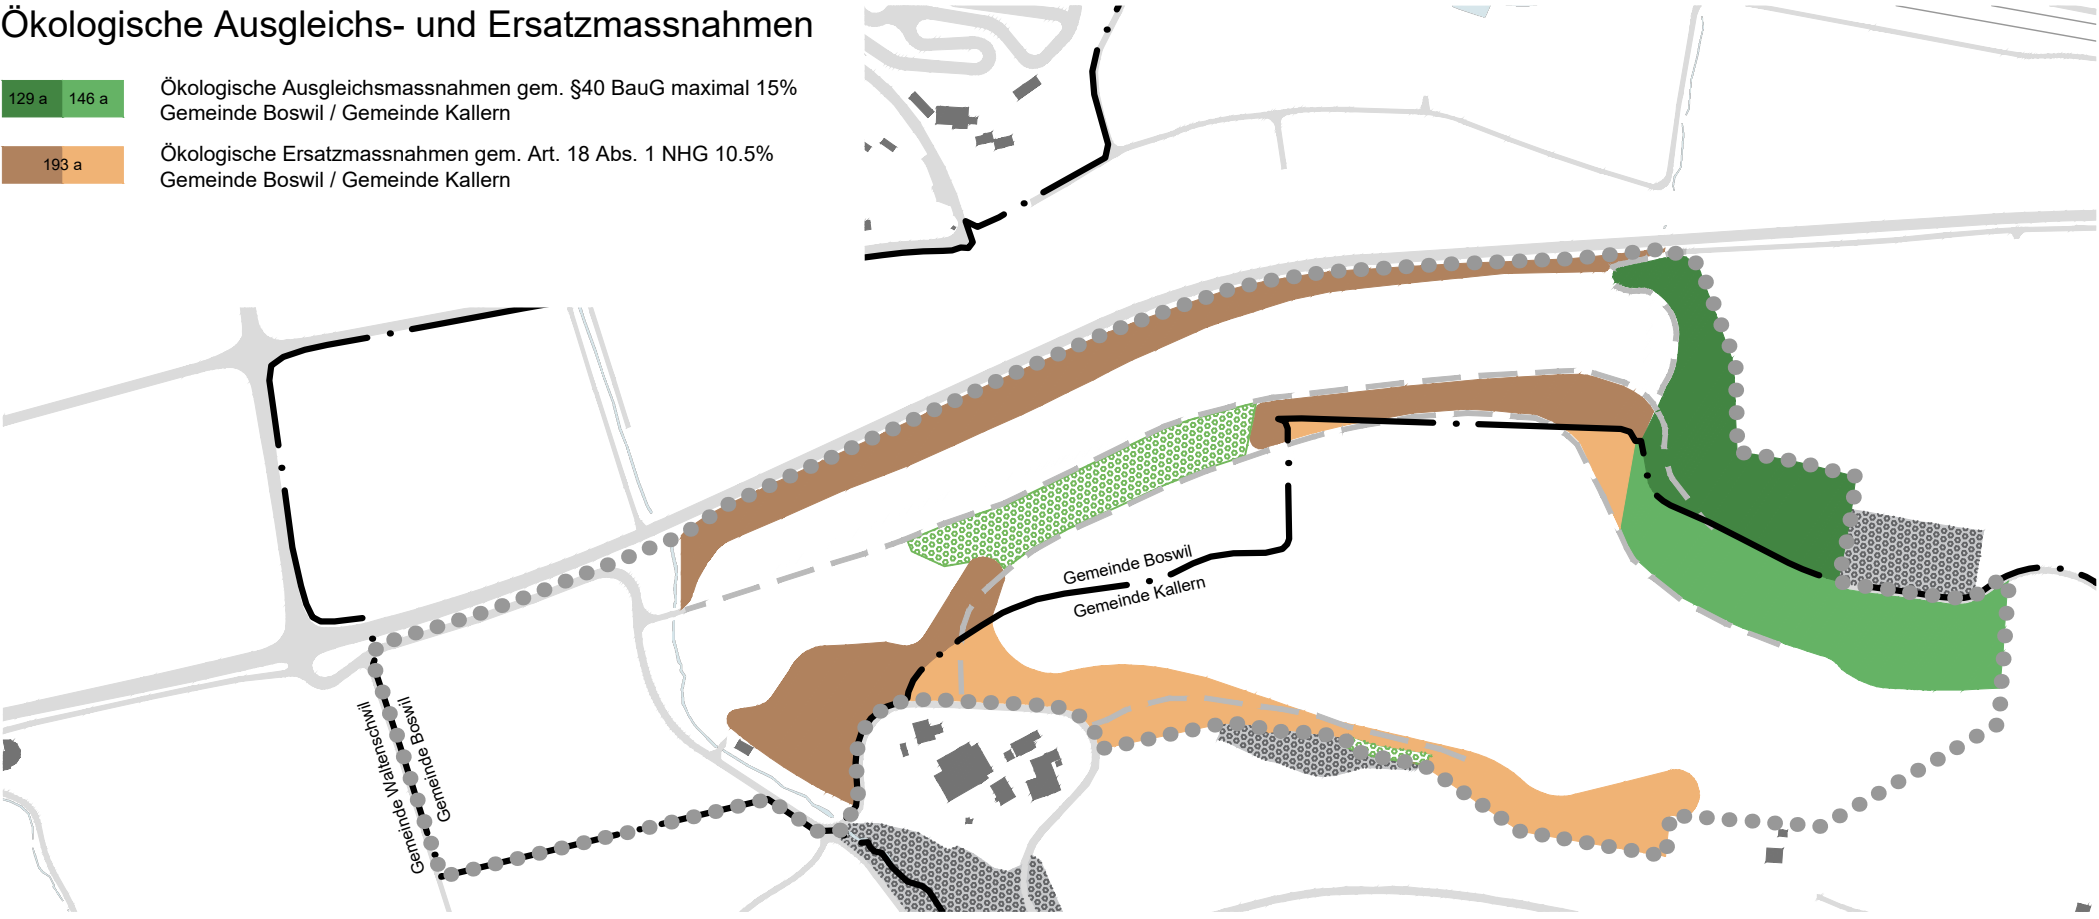 Ökologische Ausgleichs- und Ersatzmassnahmen
129 a 146 a
Ökologische Ausgleichsmassnahmen gem. §40 BauG maximal 15%
Gemeinde Boswil / Gemeinde Kallern
193 a
Ökologische Ersatzmassnahmen gem. Art. 18 Abs. 1 NHG 10.5%
Gemeinde Boswil / Gemeinde Kallern
Gemeinde Boswil
Gemeinde Kallern
Gemeinde Waltenschwil
Gemeinde Boswil